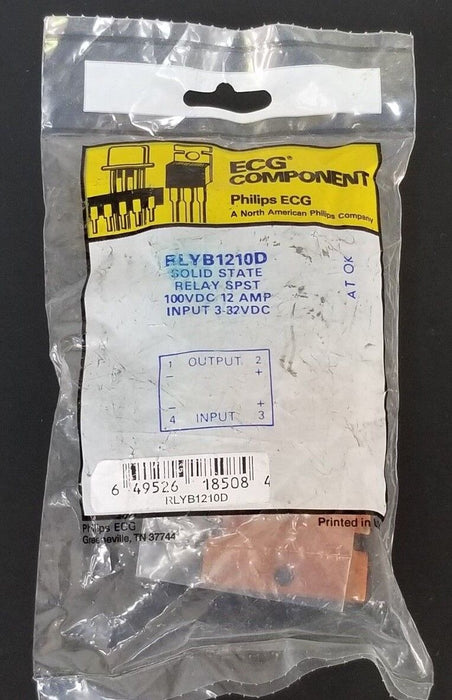 ECG®
COMPONENT
Philips ECG
A North American Philips Company
RLYB1210D
SOLID STATE
RELAY SPST
100VDC 12 AMP
INPUT 3-32VDC
AT OK
1 OUTPUT 2
- +
- +
4 INPUT 3
6 49526 18508 4
RLYB1210D
Philips ECG
Greeneville, TN 37744
Printed in